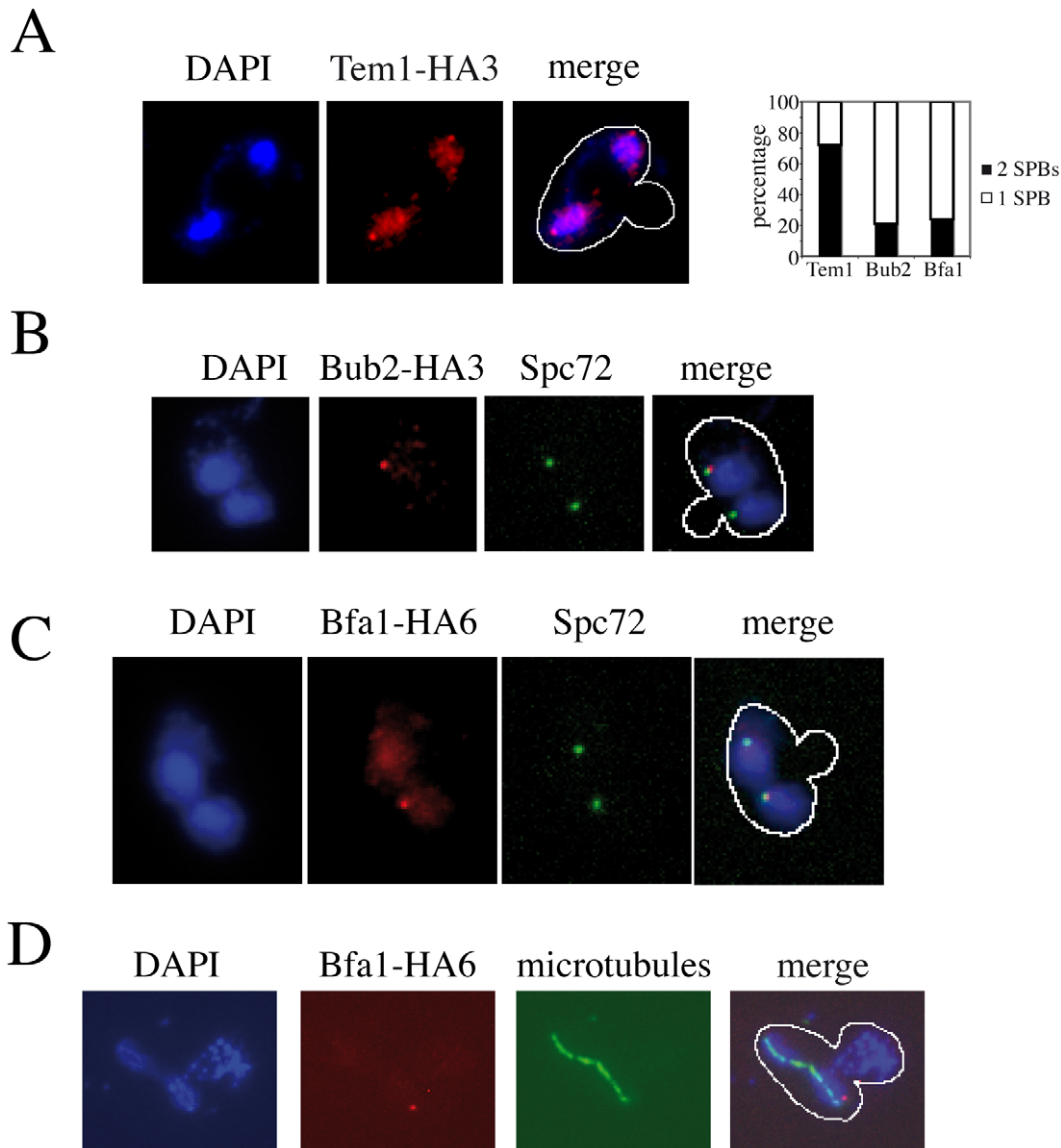 A
DAPI Tem1-HA3 merge
100
80
60
40
20
0
percentage
Tem1 Bub2 Bfa1
2 SPBs
1 SPB
B
DAPI Bub2-HA3 Spc72 merge
C
DAPI Bfa1-HA6 Spc72 merge
D
DAPI Bfa1-HA6 microtubules merge